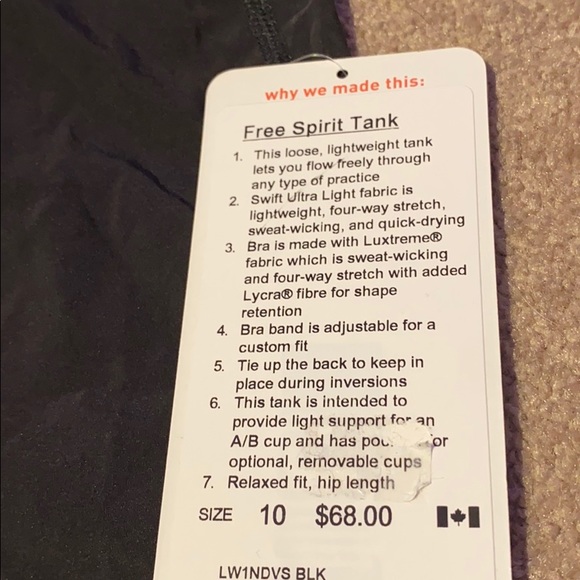 why we made this:
Free Spirit Tank
1. This loose, lightweight tank
lets you flow freely through
any type of practice
2. Swift Ultra Light fabric is
lightweight, four-way stretch,
sweat-wicking, and quick-drying
3. Bra is made with Luxtreme®
fabric which is sweat-wicking
and four-way stretch with added
Lycra® fibre for shape
retention
4. Bra band is adjustable for a
custom fit
5. Tie up the back to keep in
place during inversions
6. This tank is intended to
provide light support for an
A/B cup and has
optional, removable cups
7. Relaxed fit, hip length
SIZE 10 $68.00
LW1NDVS BLK